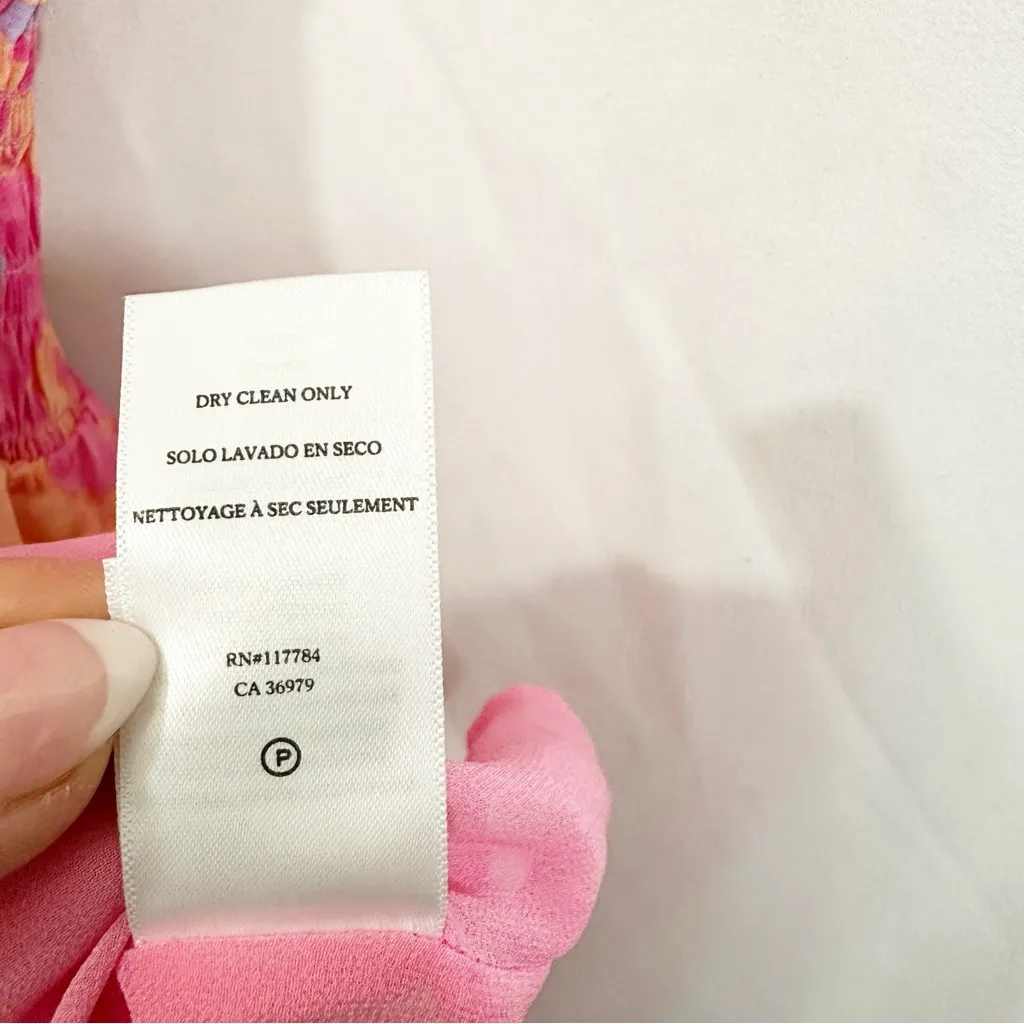 DRY CLEAN ONLY
SOLO LAVADO EN SECO
NETTOYAGE À SEC SEULEMENT
RN#117784
CA 36979
P